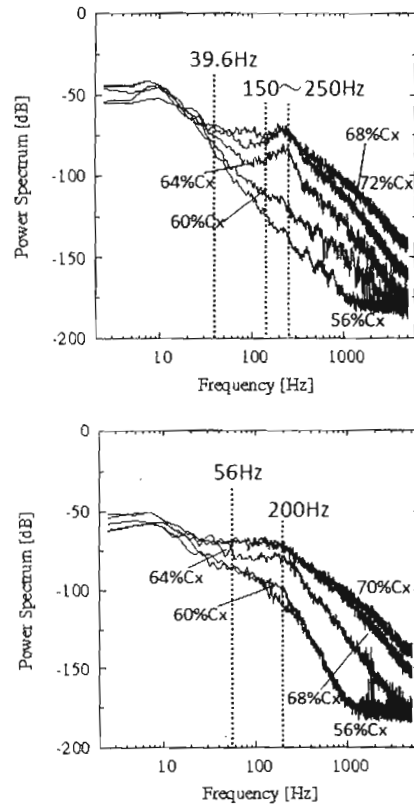 0
39.6Hz
150～250Hz
-50
68%Cx
-100
64%Cx
72%Cx
60%Cx
-150
56%Cx
-200
10 100 1000
Frequency [Hz]
Power Spectrum [dB]
0
56Hz
200Hz
-50
64%Cx
70%Cx
-100
60%Cx
-150
68%Cx
56%Cx
-200
10 100 1000
Frequency [Hz]
Power Spectrum [dB]